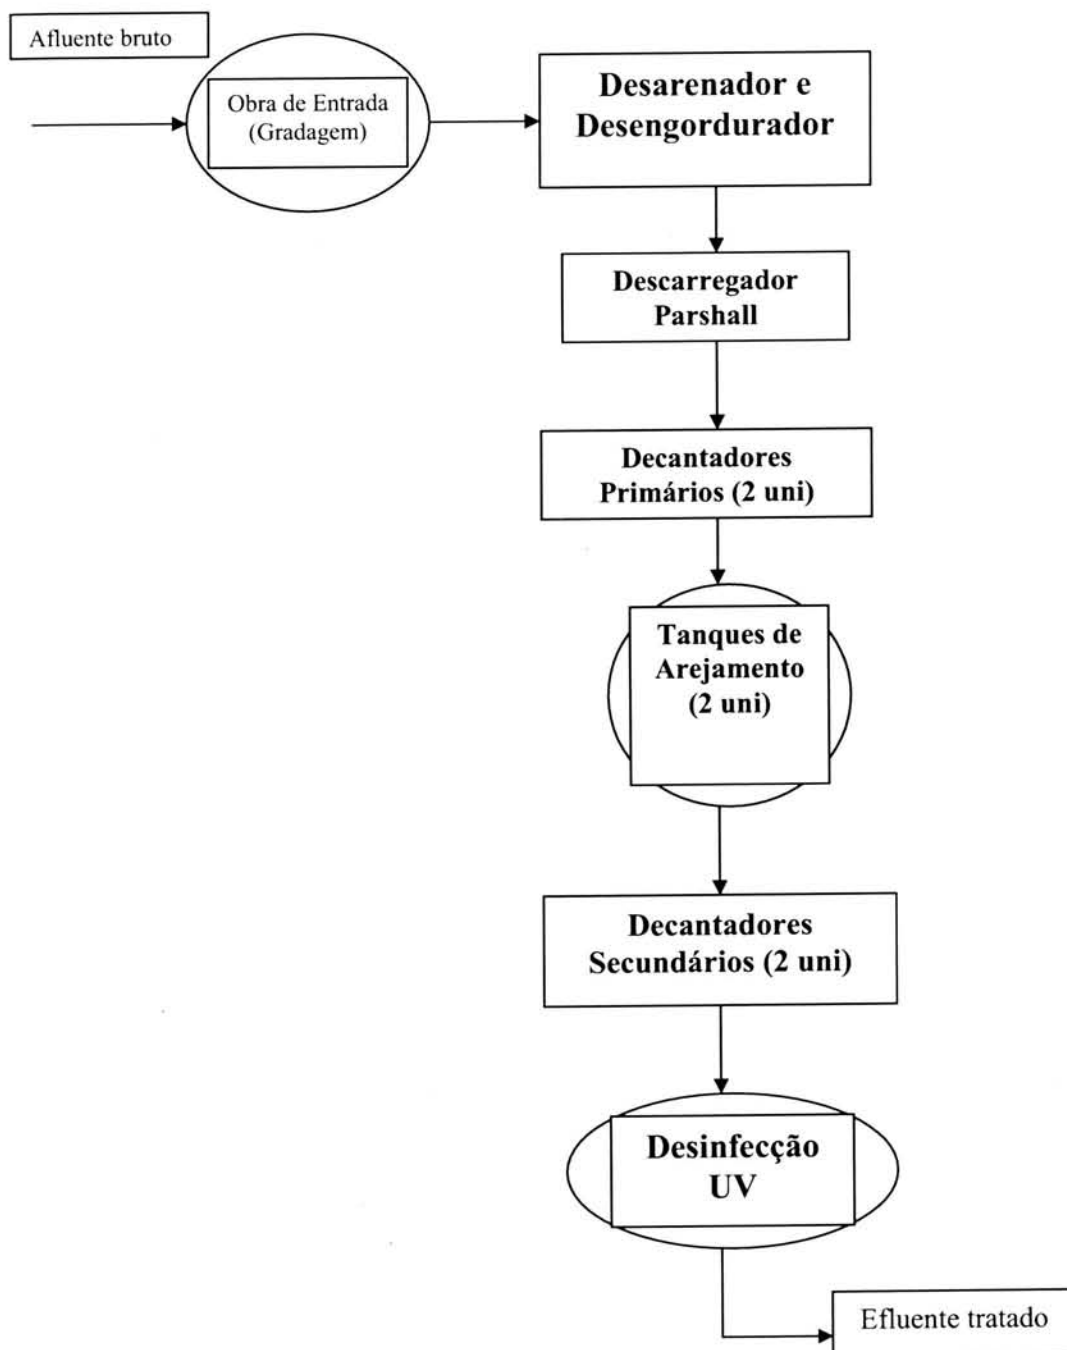 Afluente bruto
Obra de Entrada
(Gradagem)
Desarenador e
Desengordurador
Descarregador
Parshall
Decantadores
Primários (2 uni)
Tanques de
Arejamento
(2 uni)
Decantadores
Secundários (2 uni)
Desinfecção
UV
Efluente tratado